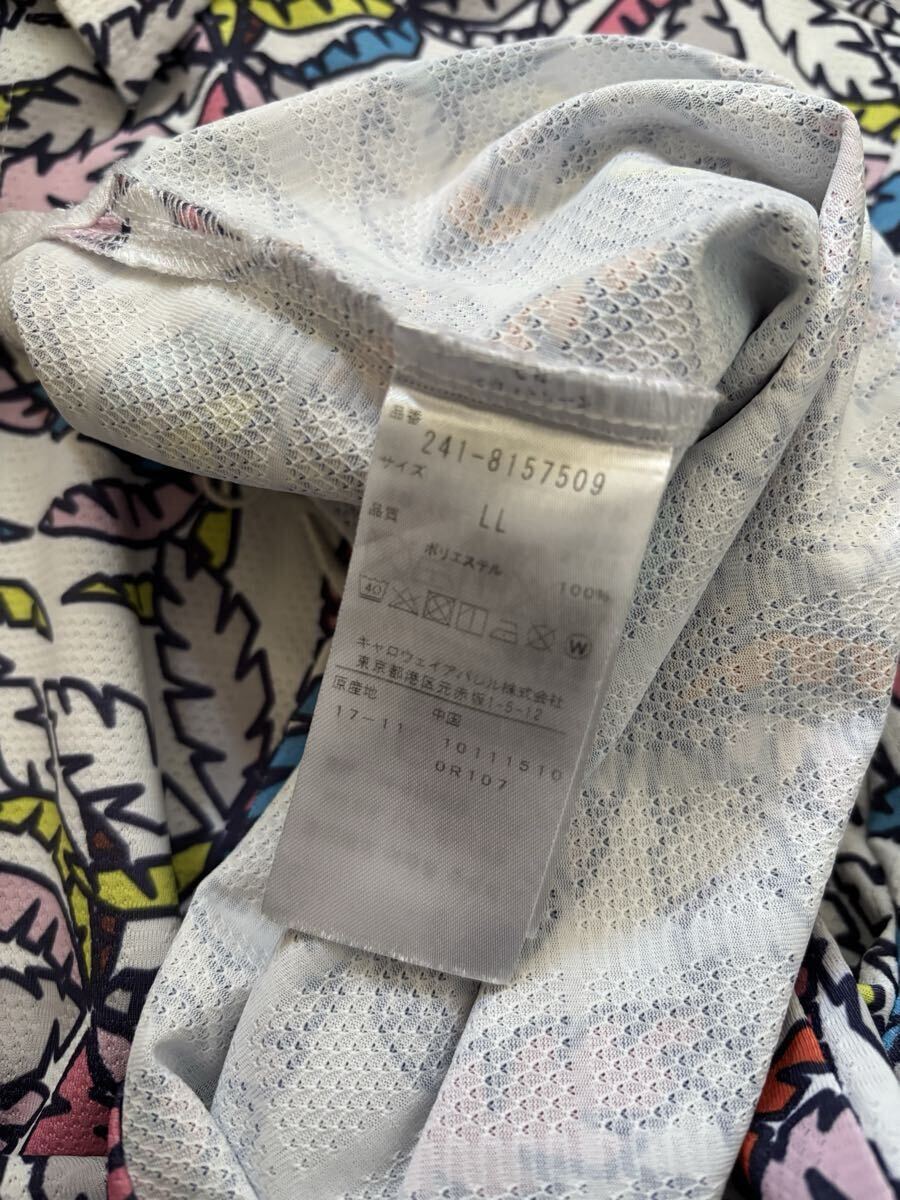 品番
241-8157509
サイズ
LL
品質
ポリエステル 100%
40 W
キャロウェイアパレル株式会社
東京都港区元赤坂1-5-12
原産地 中国
17-11 10111510
0R107